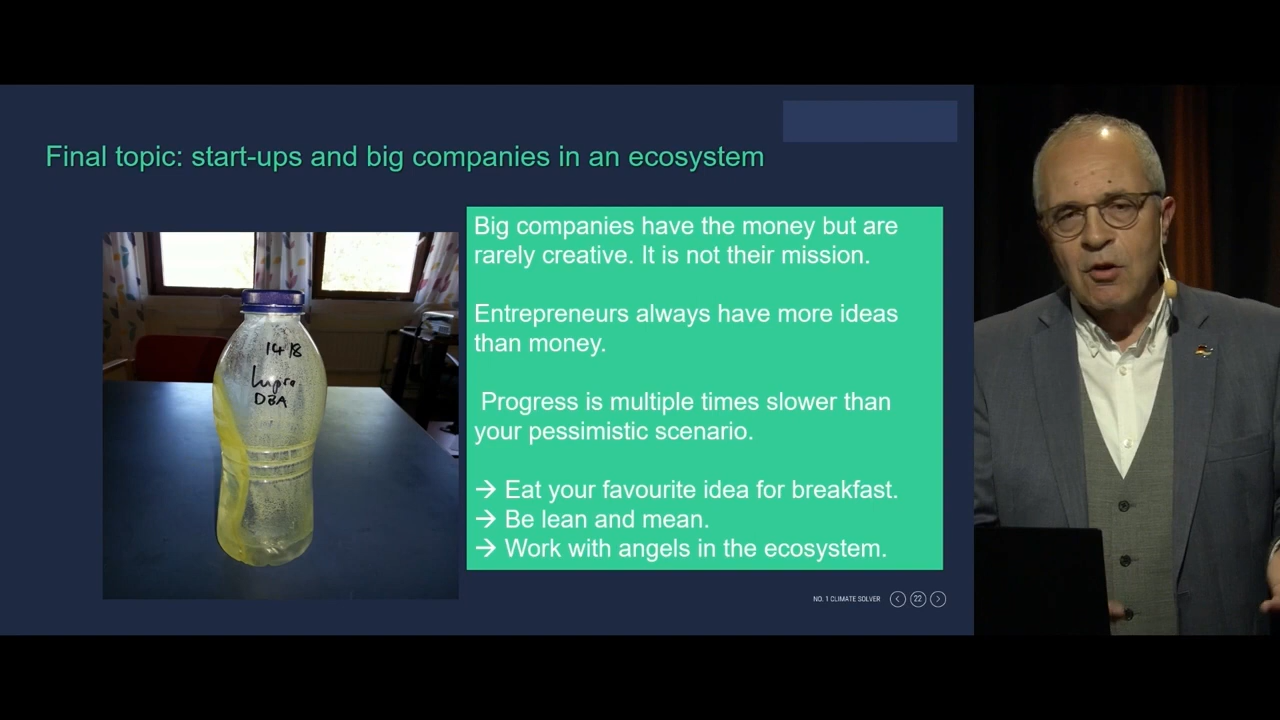 Final topic: start-ups and big companies in an ecosystem
14/8
Lupro
DBA
Big companies have the money but are
rarely creative. It is not their mission.
Entrepreneurs always have more ideas
than money.
Progress is multiple times slower than
your pessimistic scenario.
→ Eat your favourite idea for breakfast.
→ Be lean and mean.
→ Work with angels in the ecosystem.
NO. 1 CLIMATE SOLVER
22